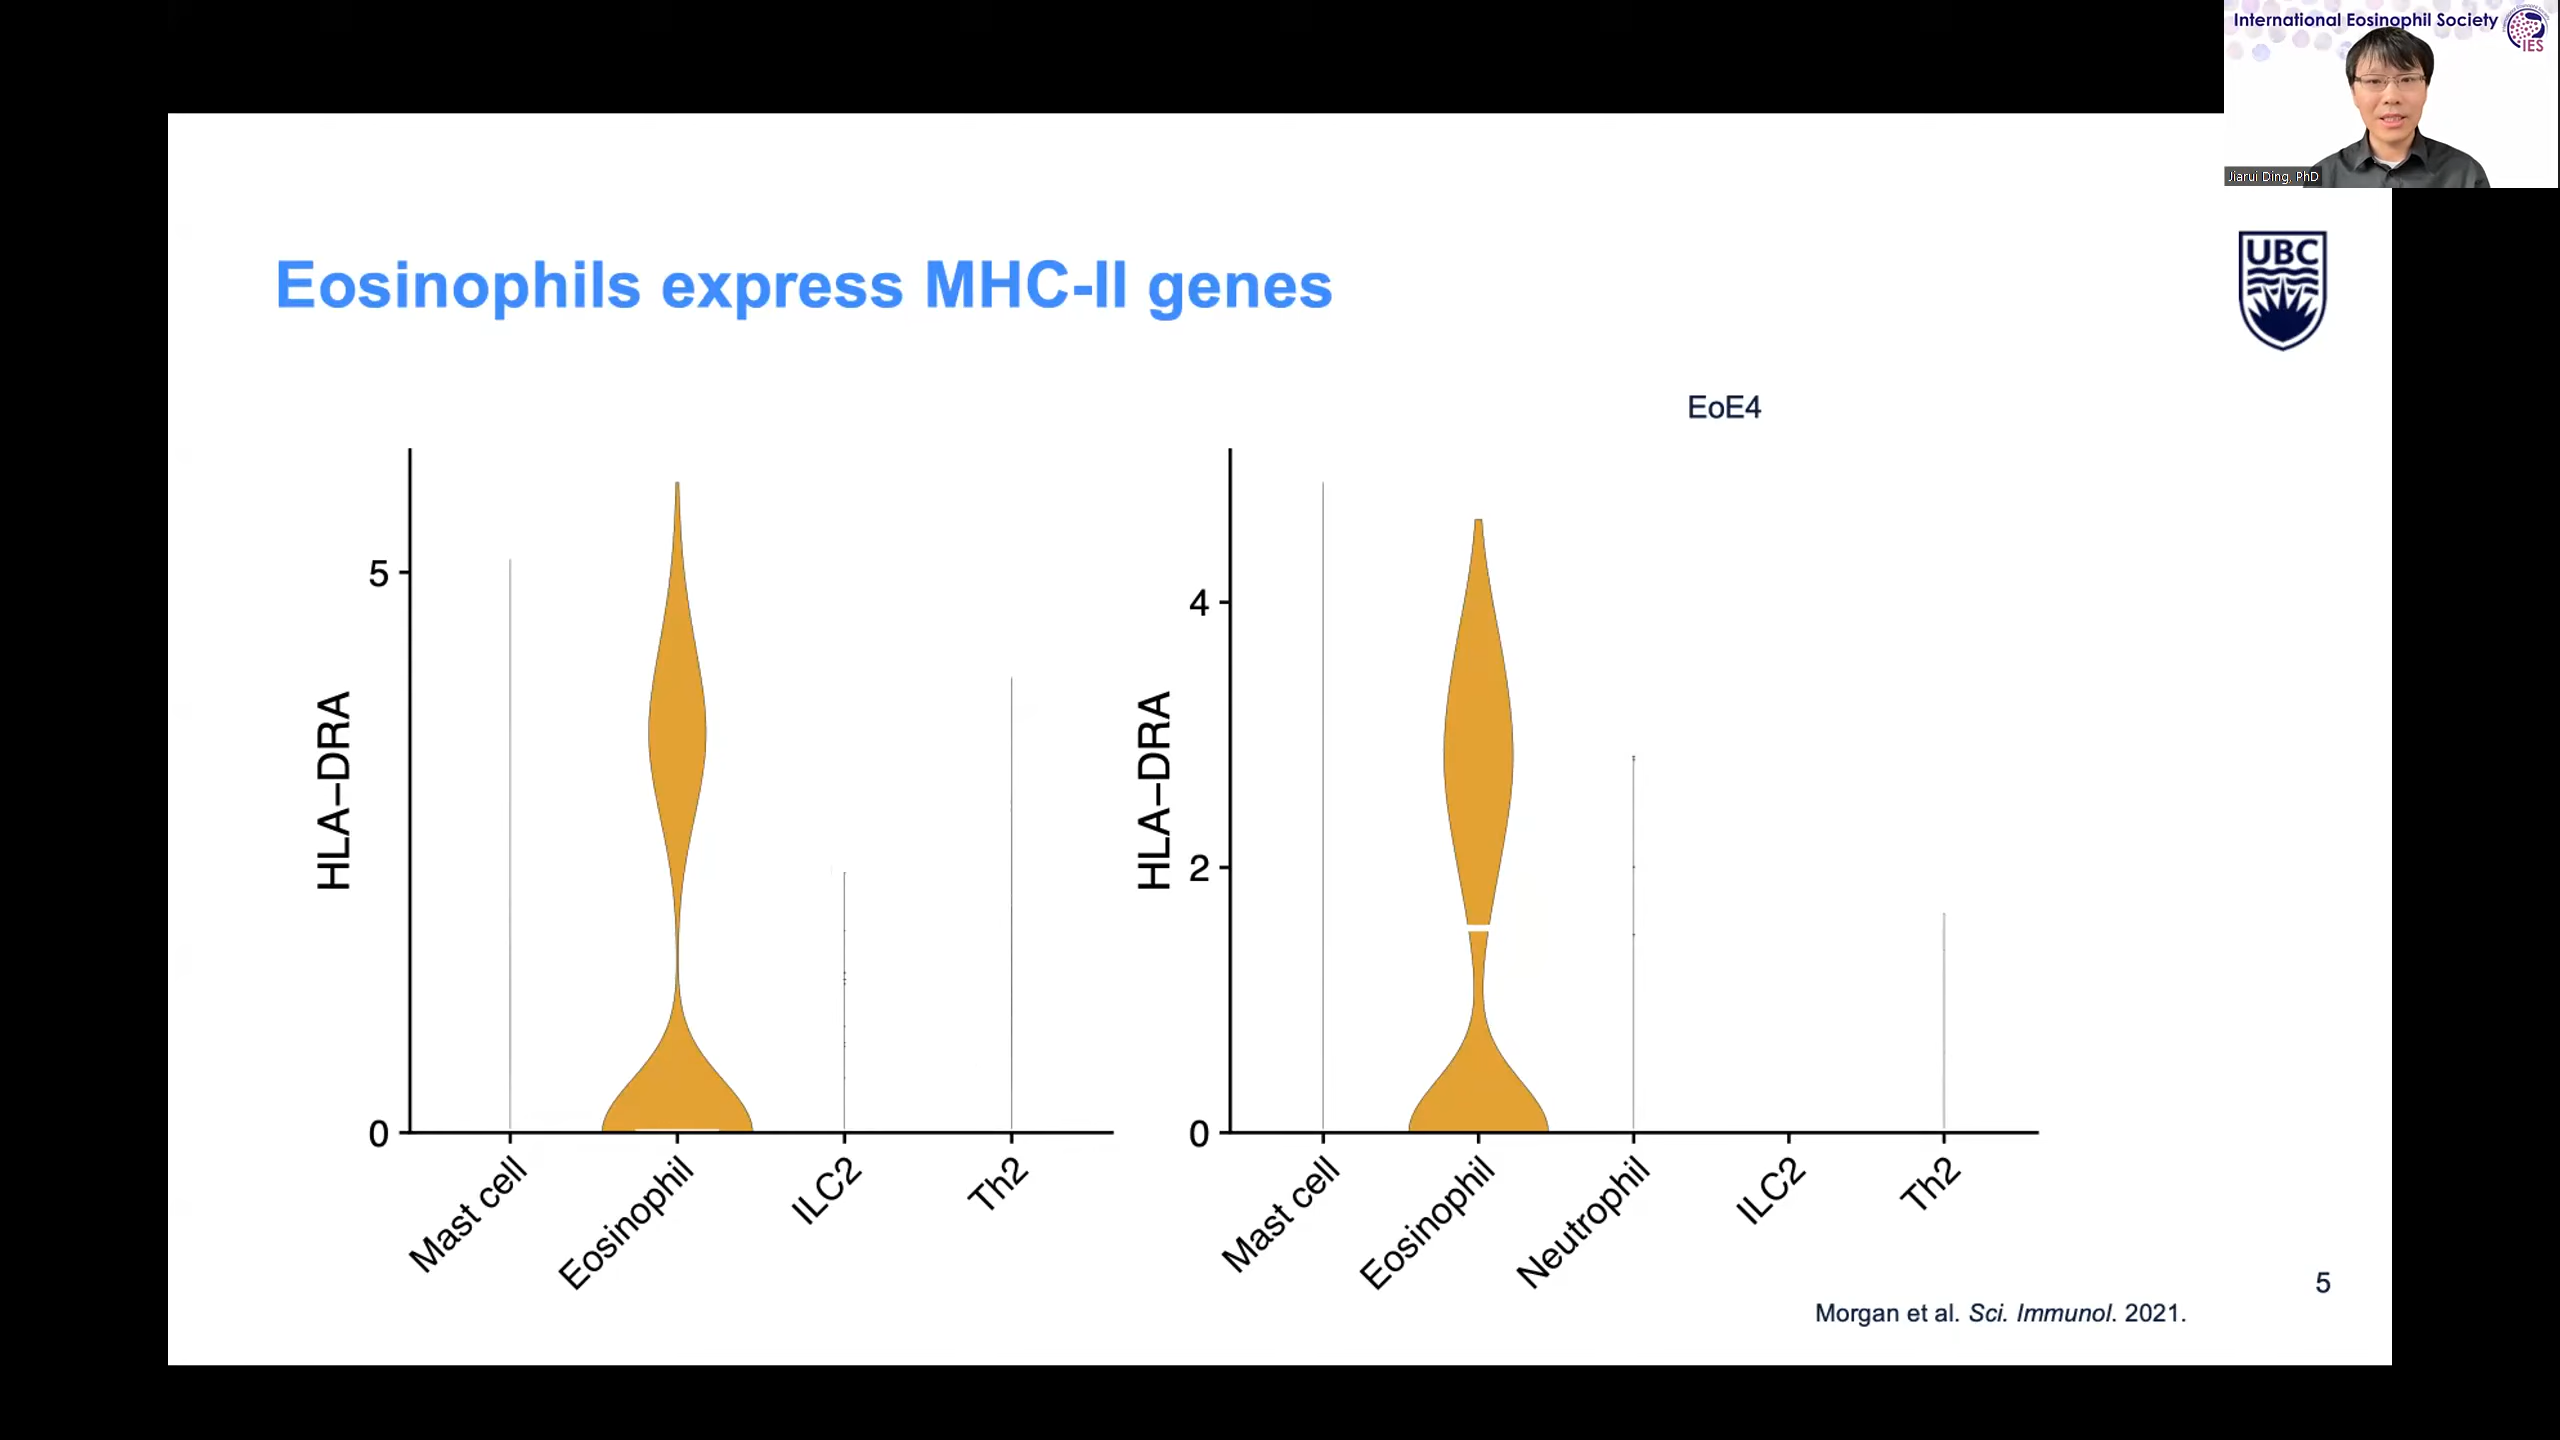 International Eosinophil Society
IES
Jiarui Ding, PhD
UBC
Eosinophils express MHC-II genes
EoE4
HLA−DRA
5
0
Mast cell
Eosinophil
ILC2
Th2
HLA−DRA
4
2
0
Mast cell
Eosinophil
Neutrophil
ILC2
Th2
5
Morgan et al. Sci. Immunol. 2021.